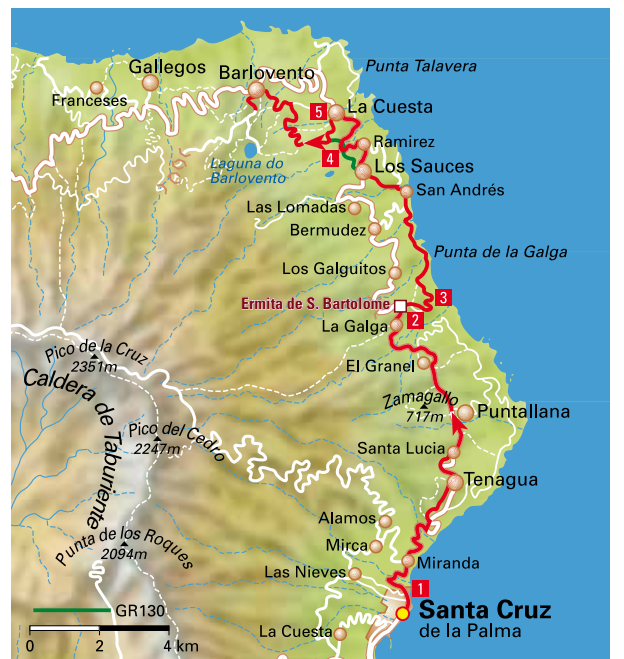 Punta Talavera
Gallegos
Barlovento
Franceses
5
La Cuesta
Ramirez
4
Laguna do
Barlovento
Los Sauces
San Andrés
Las Lomadas
Bermudez
Punta de la Galga
Los Galguitos
3
Ermita de S. Bartolome
2
La Galga
Pico de la Cruz
2351m
El Granel
Caldera de Taburiente
Zamagallo
717m
Puntallana
Pico del Cedro
2247m
Santa Lucia
Tenagua
Alamos
Punta de los Roques
2094m
Mirca
Miranda
Las Nieves
1
GR130
Santa Cruz
de la Palma
La Cuesta
0 2 4 km